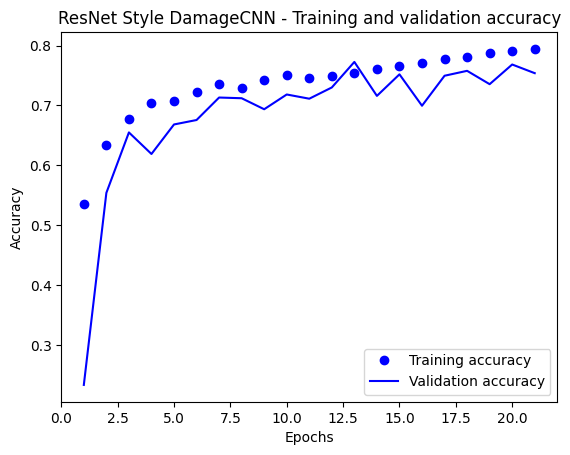 ResNet Style DamageCNN - Training and validation accuracy
0.8
0.7
0.6
0.5
0.4
0.3
Accuracy
0.0 2.5 5.0 7.5 10.0 12.5 15.0 17.5 20.0
Epochs
Training accuracy
Validation accuracy